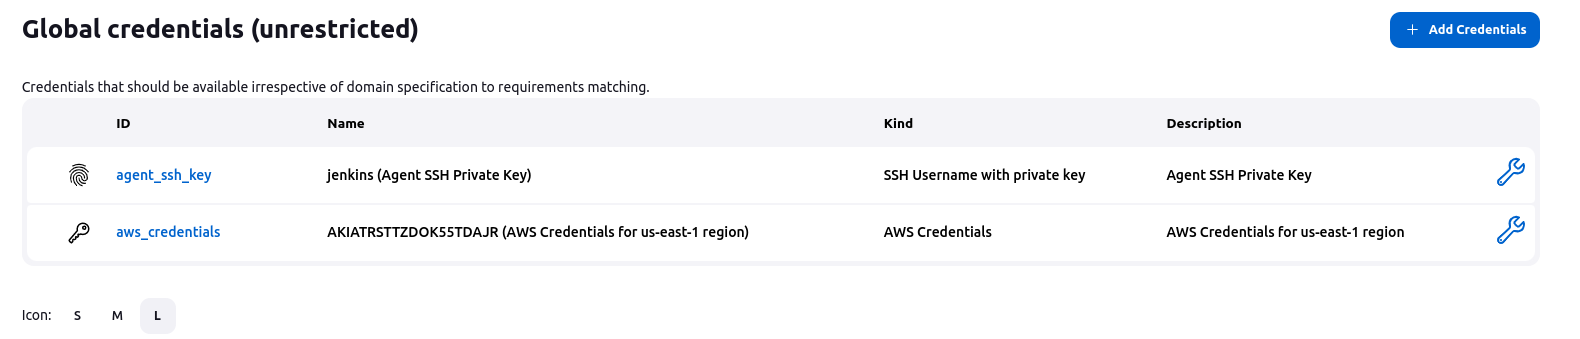 Global credentials (unrestricted)
+ Add Credentials
Credentials that should be available irrespective of domain specification to requirements matching.
ID Name Kind Description
agent_ssh_key jenkins (Agent SSH Private Key) SSH Username with private key Agent SSH Private Key
aws_credentials AKIATRSTTZDOK55TDAJR (AWS Credentials for us-east-1 region) AWS Credentials AWS Credentials for us-east-1 region
Icon: S M L